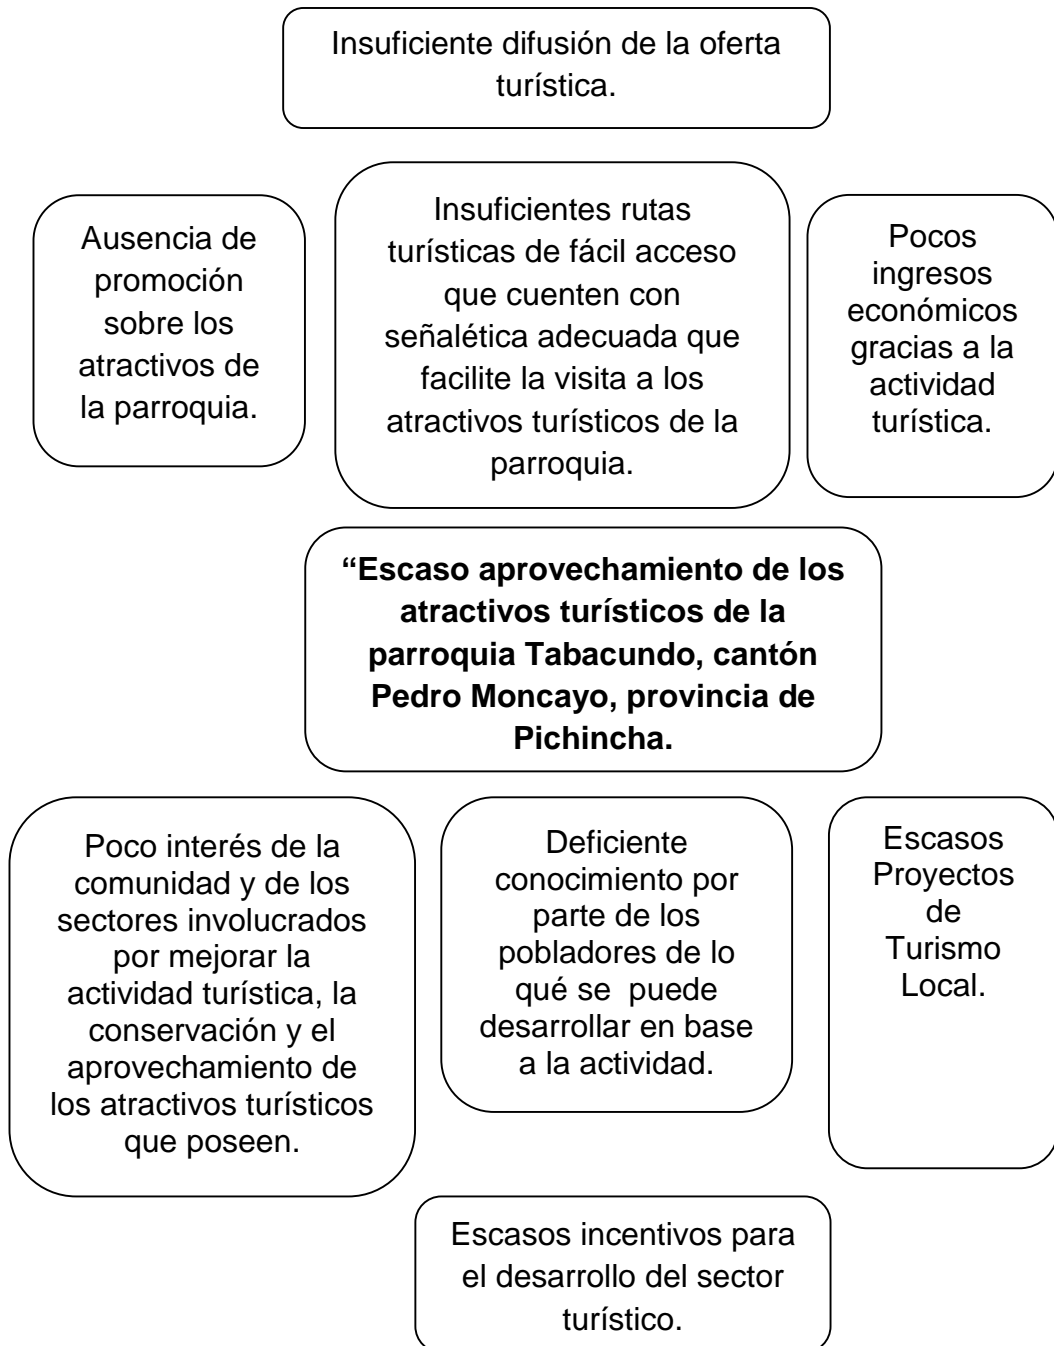 Insuficiente difusión de la oferta
turística.
Ausencia de
promoción
sobre los
atractivos de
la parroquia.
Insuficientes rutas
turísticas de fácil acceso
que cuenten con
señalética adecuada que
facilite la visita a los
atractivos turísticos de la
parroquia.
Pocos
ingresos
económicos
gracias a la
actividad
turística.
“Escaso aprovechamiento de los
atractivos turísticos de la
parroquia Tabacundo, cantón
Pedro Moncayo, provincia de
Pichincha.
Poco interés de la
comunidad y de los
sectores involucrados
por mejorar la
actividad turística, la
conservación y el
aprovechamiento de
los atractivos turísticos
que poseen.
Deficiente
conocimiento por
parte de los
pobladores de lo
qué se  puede
desarrollar en base
a la actividad.
Escasos
Proyectos
de
Turismo
Local.
Escasos incentivos para
el desarrollo del sector
turístico.